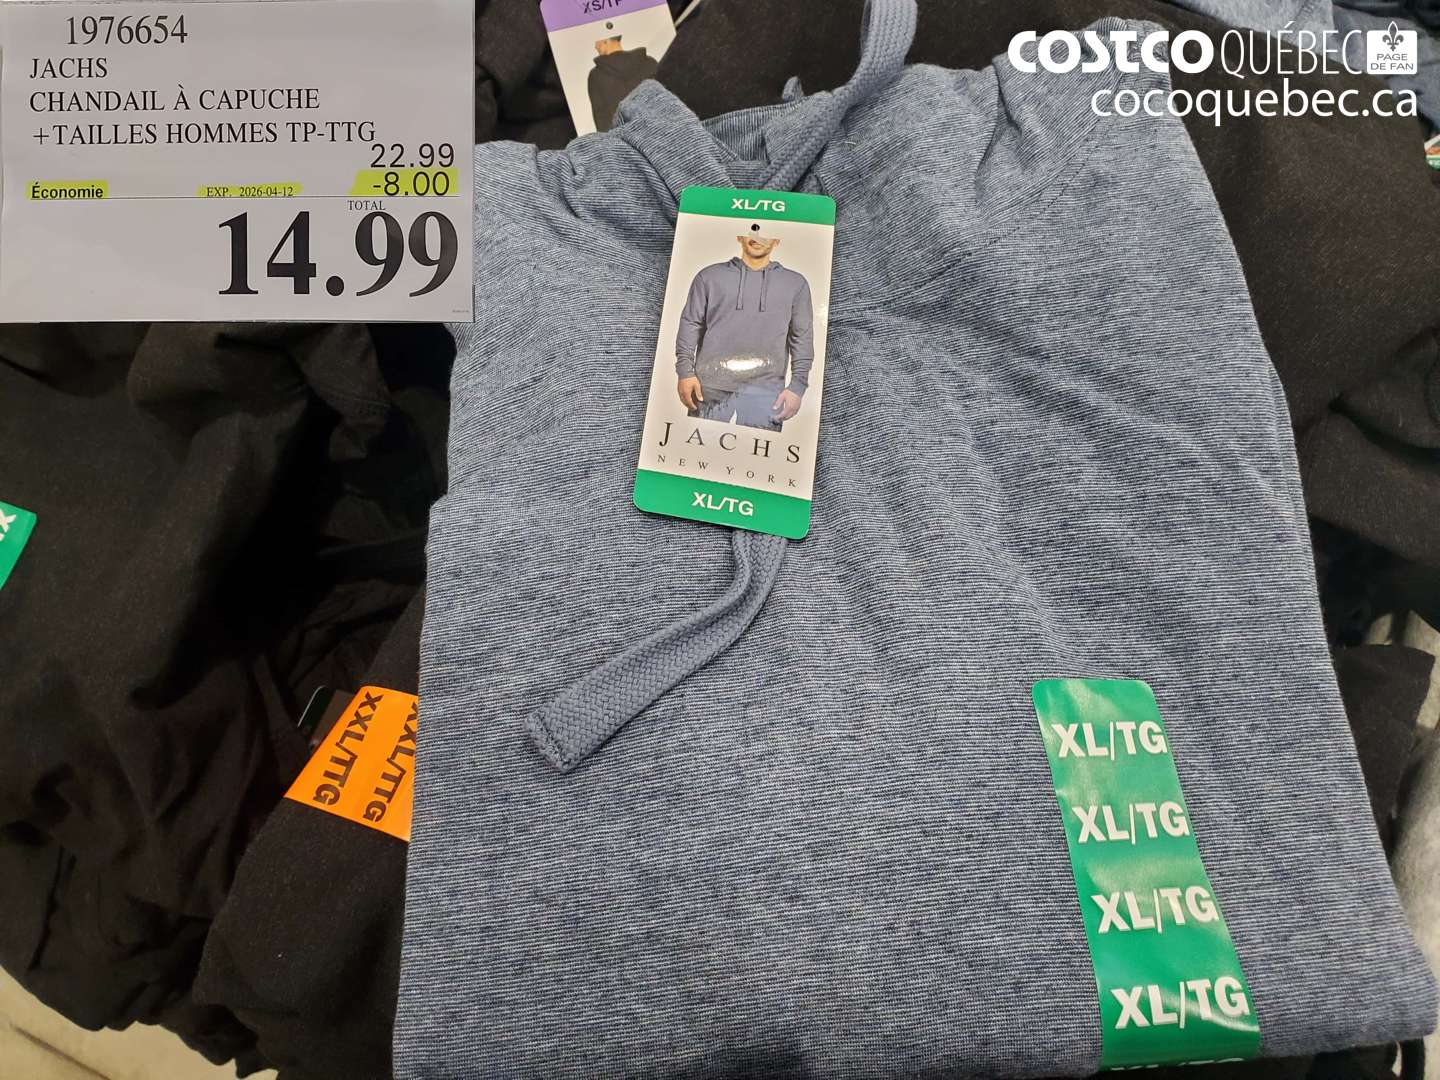 1976654
JACHS
CHANDAIL À CAPUCHE
+TAILLES HOMMES TP-TTG
22.99
Économie EXP. 2026-04-12 -8.00
TOTAL
14.99
COSTCO QUÉBEC PAGE DE FAN
cocoquebec.ca
XL/TG
JACHS
NEW YORK
XL/TG
XXL/TTG
XXL/TTG
XL/TG
XL/TG
XL/TG
XL/TG